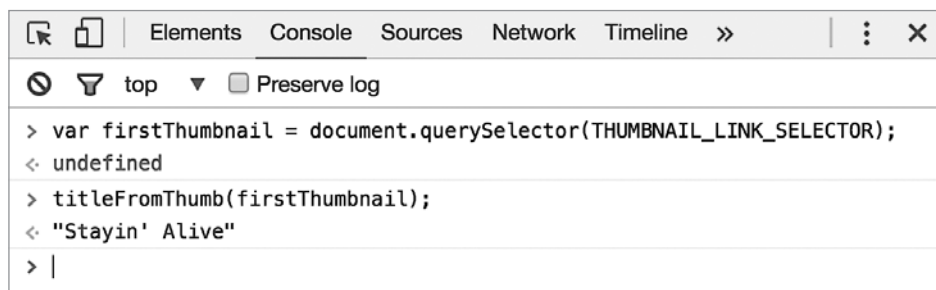 Elements Console Sources Network Timeline »
top ▼ Preserve log
> var firstThumbnail = document.querySelector(THUMBNAIL_LINK_SELECTOR);
<· undefined
> titleFromThumb(firstThumbnail);
<· "Stayin' Alive"
>